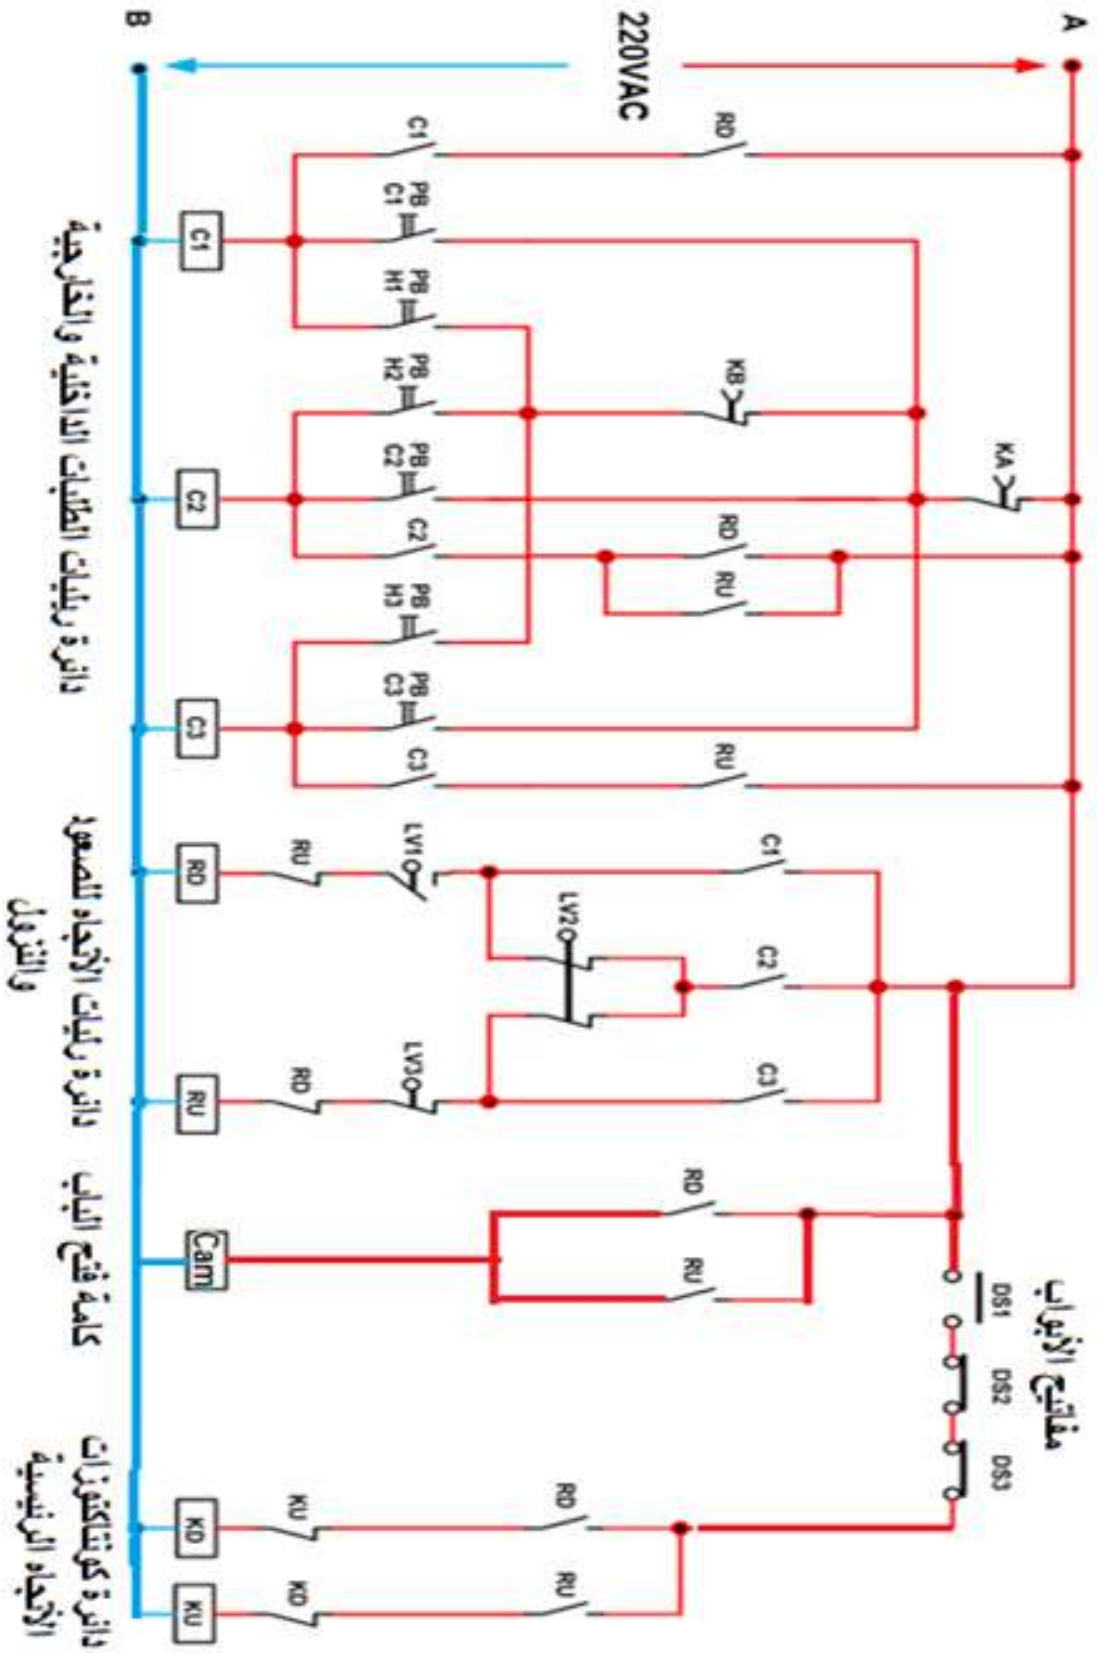 A
220VAC
B
RD
C1
PB
C1
C1
PB
H1
KB
PB
H2
KA
PB
C2
C2
RD
C2
RU
PB
H3
PB
C3
C3
RU
C3
دائرة ريليات الطلبات الداخلية والخارجية
C1
LV1
RU
RD
LV2
C2
C3
LV3
RD
RU
دائرة ريليات الأتجاه للصعود
والنزول
RD
RU
Cam
كامة فتح الباب
مفاتيح الأبواب
DS1
DS2
DS3
RD
KU
KD
RU
KD
KU
دائرة كونتاكتورات
الأتجاه الرئيسية